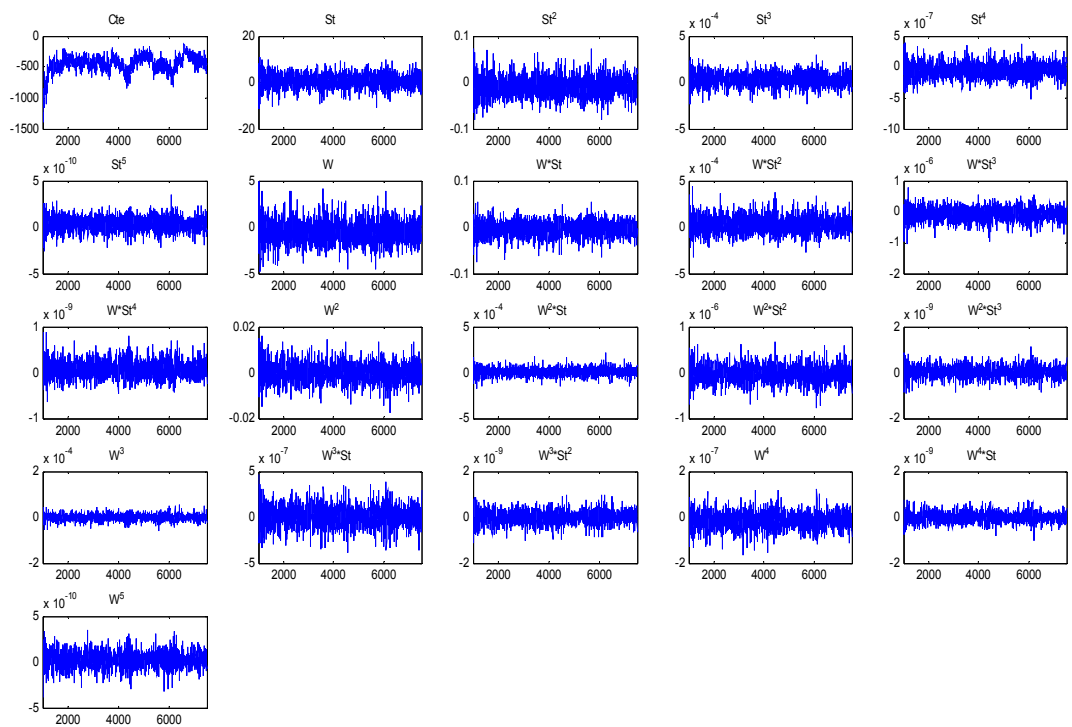 Cte
0
-500
-1000
-1500
2000 4000 6000
St
20
0
-20
2000 4000 6000
St²
0.1
0
-0.1
2000 4000 6000
x 10⁻⁴
St³
5
0
-5
2000 4000 6000
x 10⁻⁷
St⁴
5
0
-5
-10
2000 4000 6000
x 10⁻¹⁰
St⁵
5
0
-5
2000 4000 6000
W
5
0
-5
2000 4000 6000
W*St
0.1
0
-0.1
2000 4000 6000
x 10⁻⁴
W*St²
5
0
-5
2000 4000 6000
x 10⁻⁶
W*St³
1
0
-1
-2
2000 4000 6000
x 10⁻⁹
W*St⁴
1
0
-1
2000 4000 6000
W²
0.02
0
-0.02
2000 4000 6000
x 10⁻⁴
W²*St
5
0
-5
2000 4000 6000
x 10⁻⁶
W²*St²
1
0
-1
2000 4000 6000
x 10⁻⁹
W²*St³
2
0
-2
2000 4000 6000
x 10⁻⁴
W³
2
0
-2
2000 4000 6000
x 10⁻⁷
W³*St
5
0
-5
2000 4000 6000
x 10⁻⁹
W³*St²
2
0
-2
2000 4000 6000
x 10⁻⁷
W⁴
2
0
-2
2000 4000 6000
x 10⁻⁹
W⁴*St
2
0
-2
2000 4000 6000
x 10⁻¹⁰
W⁵
5
0
-5
2000 4000 6000